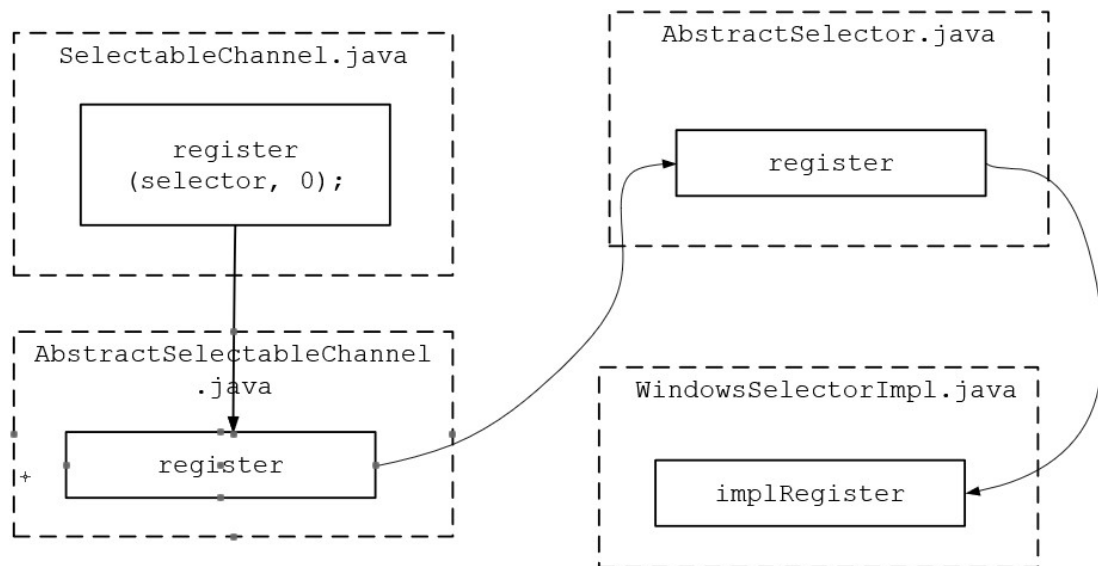 SelectableChannel.java
register
(selector, 0);
AbstractSelectableChannel
.java
register
AbstractSelector.java
register
WindowsSelectorImpl.java
implRegister